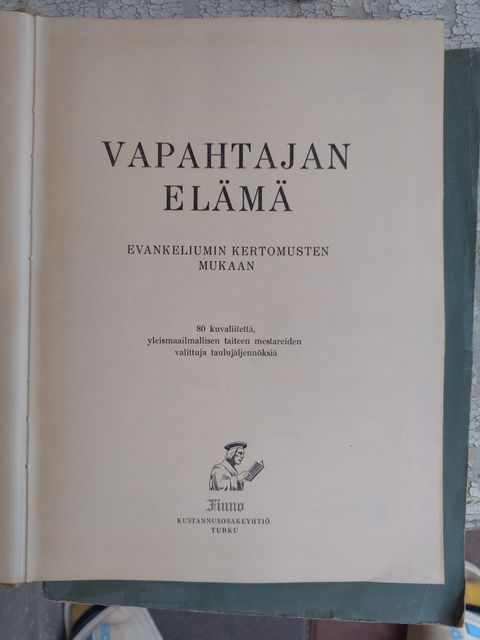 VAPAHTAJAN
ELÄMÄ
EVANKELIUMIN KERTOMUSTEN
MUKAAN
80 kuvaliitettä,
yleismaailmallisen taiteen mestareiden
valittuja taulujäljennöksiä
Finno
KUSTANNUSOSAKEYHTIÖ
TURKU